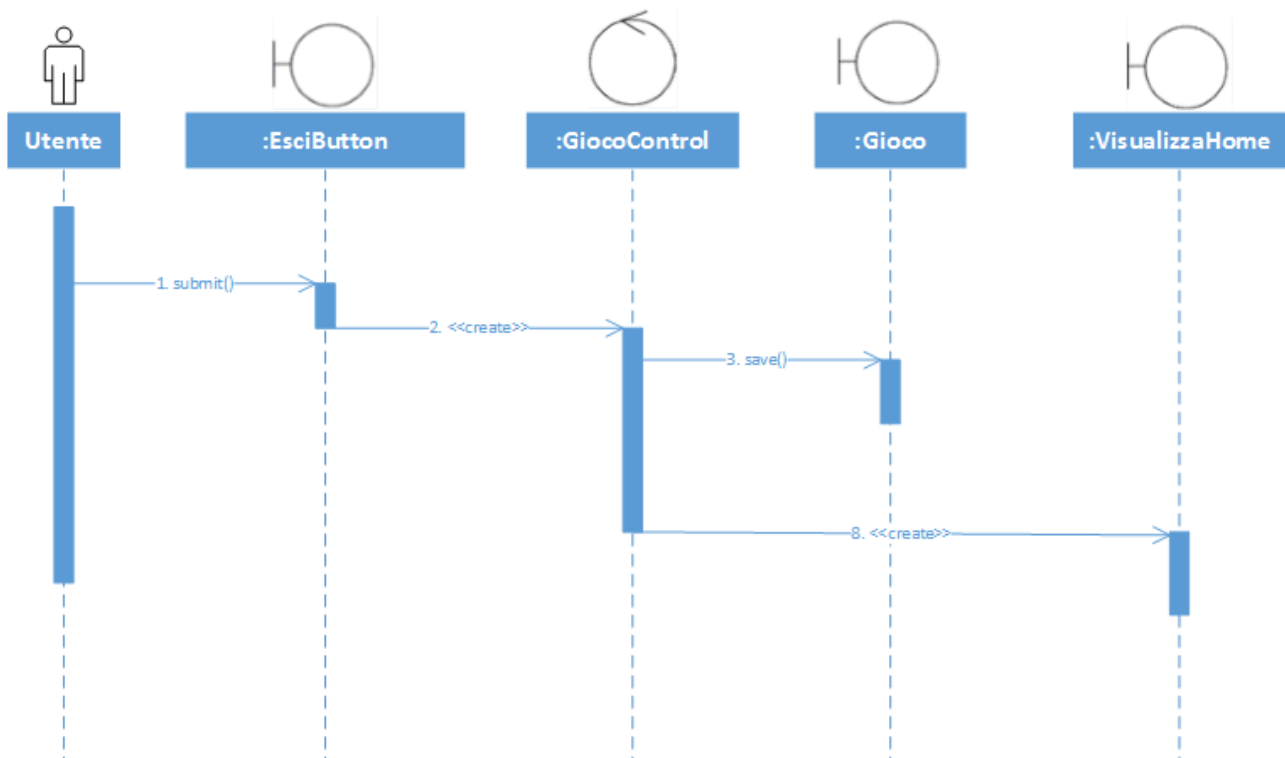 Utente
:EsciButton
:GiocoControl
:Gioco
:VisualizzaHome
1. submit()
2. <<create>>
3. save()
8. <<create>>